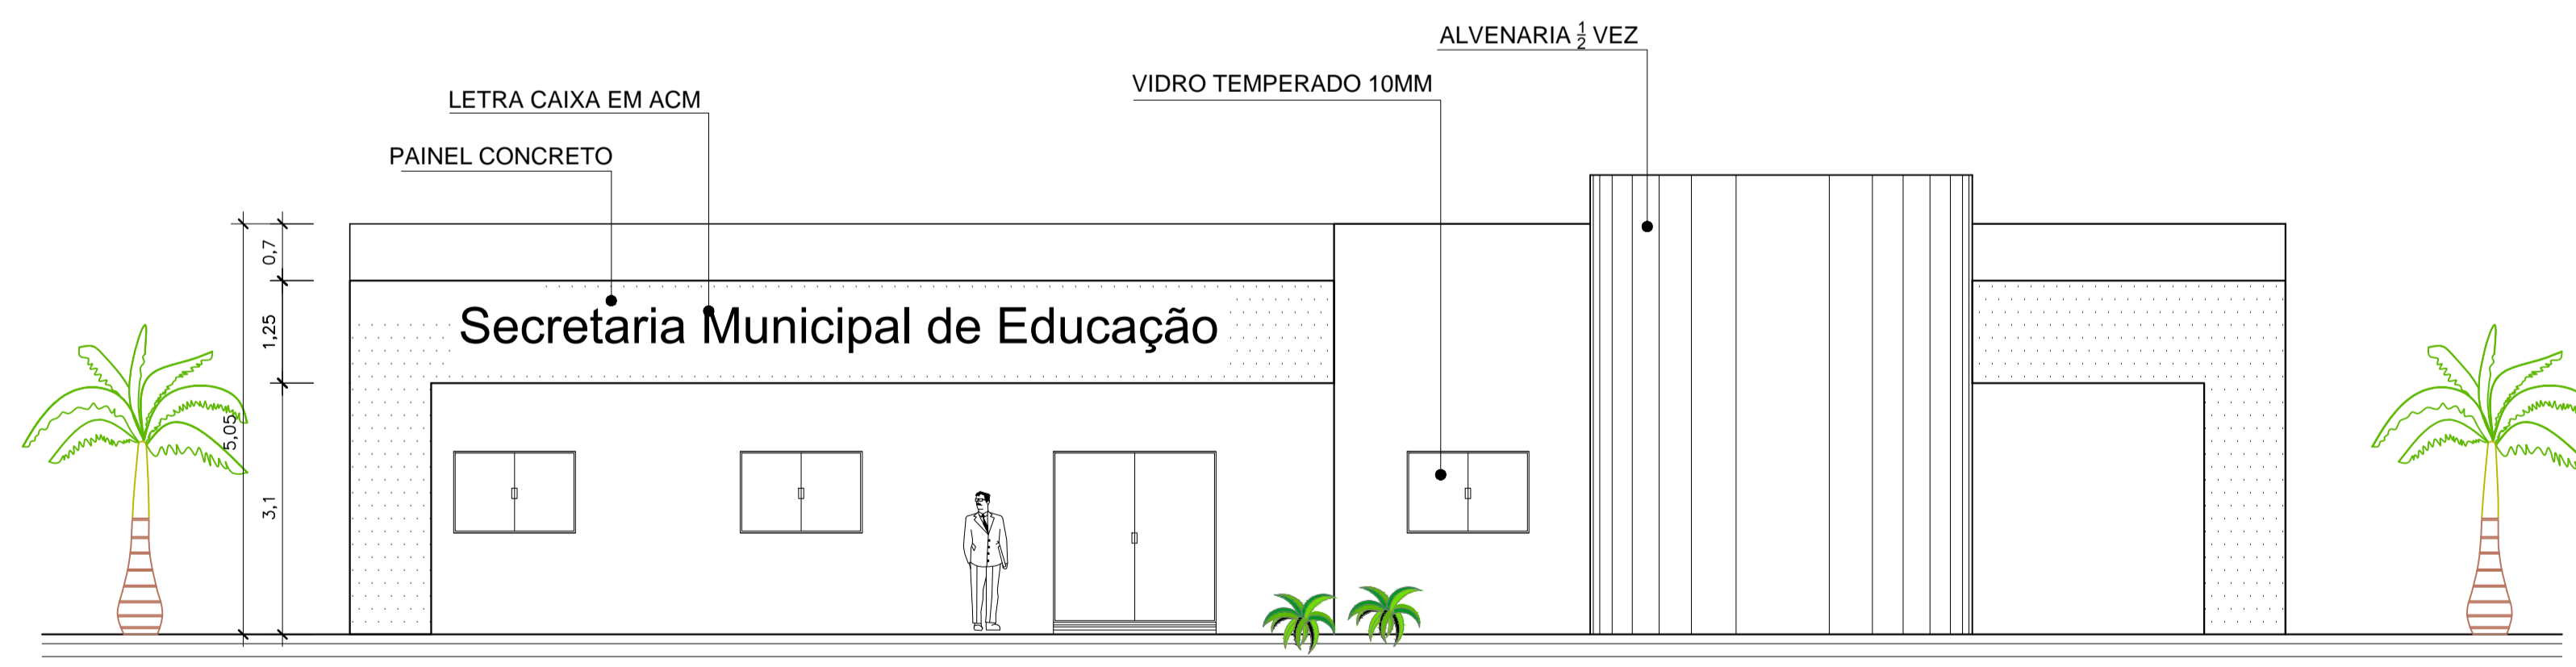 ALVENARIA 1/2 VEZ
VIDRO TEMPERADO 10MM
LETRA CAIXA EM ACM
PAINEL CONCRETO
0,7
1,25
Secretaria Municipal de Educação
5,05
3,1